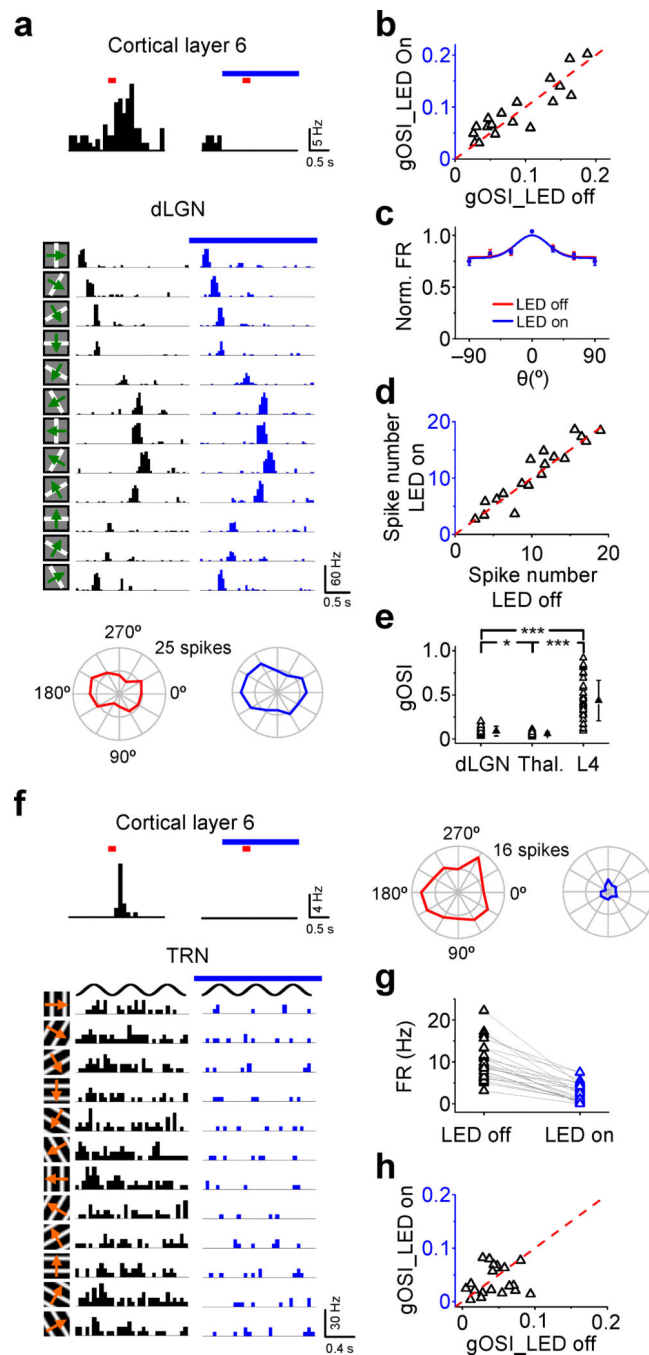 a
Cortical layer 6
5 Hz
0.5 s
dLGN
60 Hz
0.5 s
270º
25 spikes
180º
0º
90º
b
gOSI_LED On
0.2
0.1
0
0
0.1
0.2
gOSI_LED off
c
Norm. FR
1.0
0.5
0
LED off
LED on
−90
0
90
θ(º)
d
Spike number
LED on
20
10
0
0
10
20
Spike number
LED off
e
gOSI
1.0
0.5
0
***
*
***
dLGN
Thal.
L4
f
Cortical layer 6
4 Hz
0.5 s
TRN
30 Hz
0.4 s
270º
16 spikes
180º
0º
90º
g
FR (Hz)
20
10
0
LED off
LED on
h
gOSI_LED on
0.2
0.1
0
0
0.1
0.2
gOSI_LED off